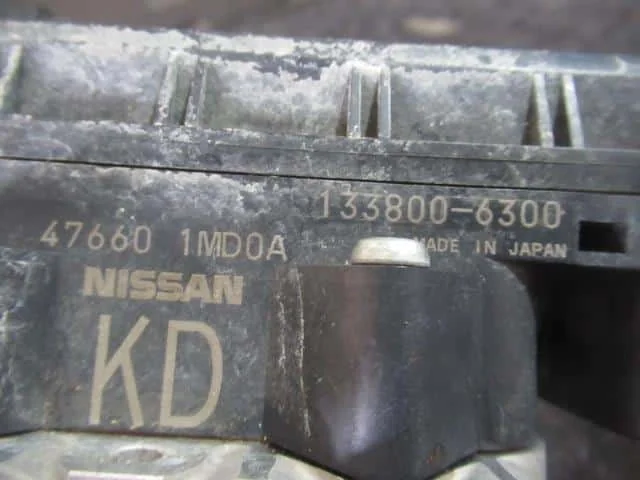 133800-6300
47660 1MD0A
MADE IN JAPAN
NISSAN
KD